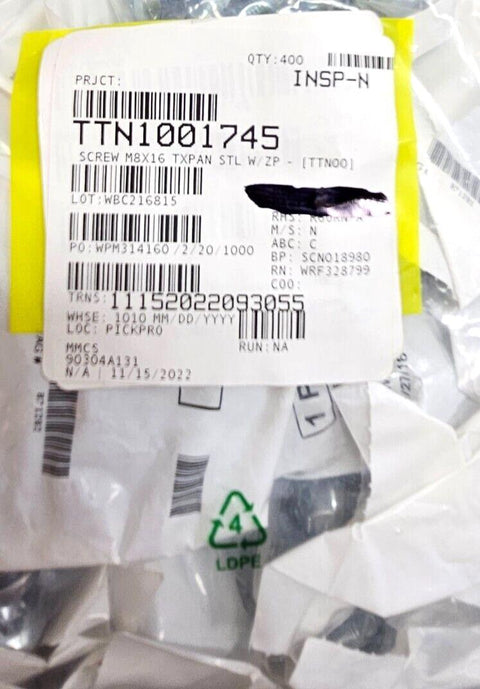 QTY:400
PRJCT:
INSP-N
TTN1001745
SCREW M8X16 TXPAN STL W/ZP - [TTN00]
LOT:WBC216815
M/S: N
PO:WPM314160 /2/20/1000
ABC: C
BP: SCN018980
RN: WRF328799
COO:
TRNS:11152022093055
WHSE: 1010 MM/DD/YYYY
LOC: PICKPRO
RUN:NA
MMCS
90304A131
N/A | 11/15/2022
4
LDPE